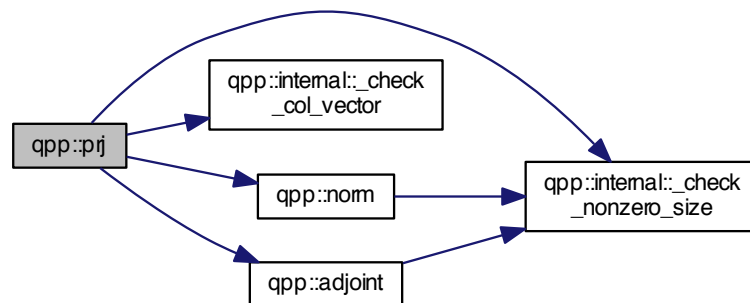 qpp::prj
qpp::internal::_check
_col_vector
qpp::norm
qpp::adjoint
qpp::internal::_check
_nonzero_size